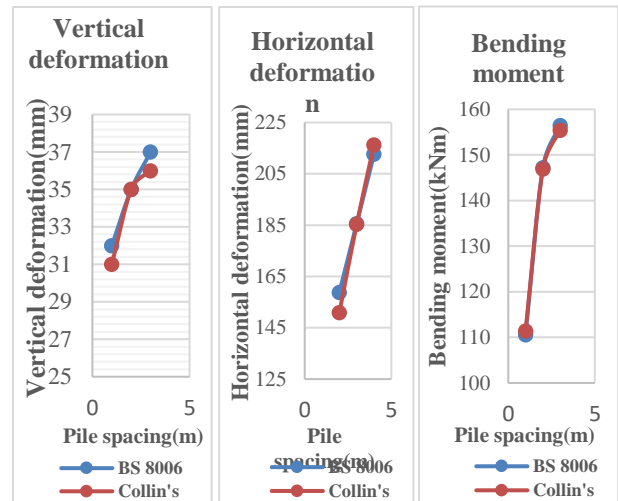 Vertical
deformation
Vertical deformation(mm)
39
37
35
33
31
29
27
25
0
5
Pile spacing(m)
BS 8006
Collin's
Horizontal
deformatio
n
Horizontal deformation(mm)
225
205
185
165
145
125
0
5
Pile
spacing(m)
BS 8006
Collin's
Bending
moment
Bending moment(kNm)
160
150
140
130
120
110
100
0
5
Pile spacing(m)
BS 8006
Collin's